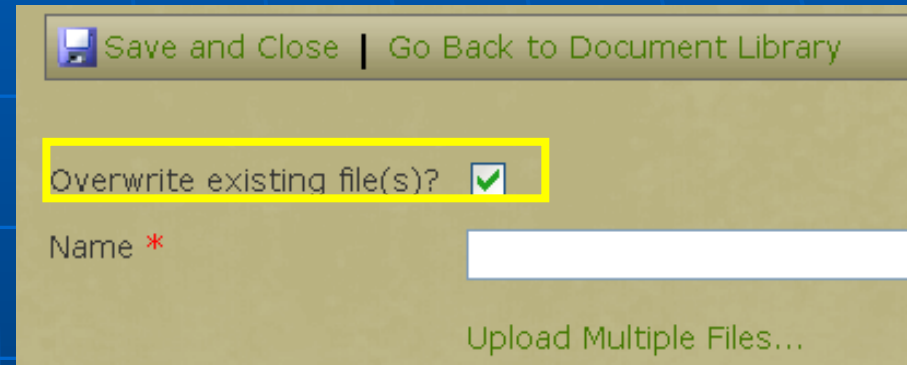 Save and Close | Go Back to Document Library
Overwrite existing file(s)?
Name *
Upload Multiple Files...